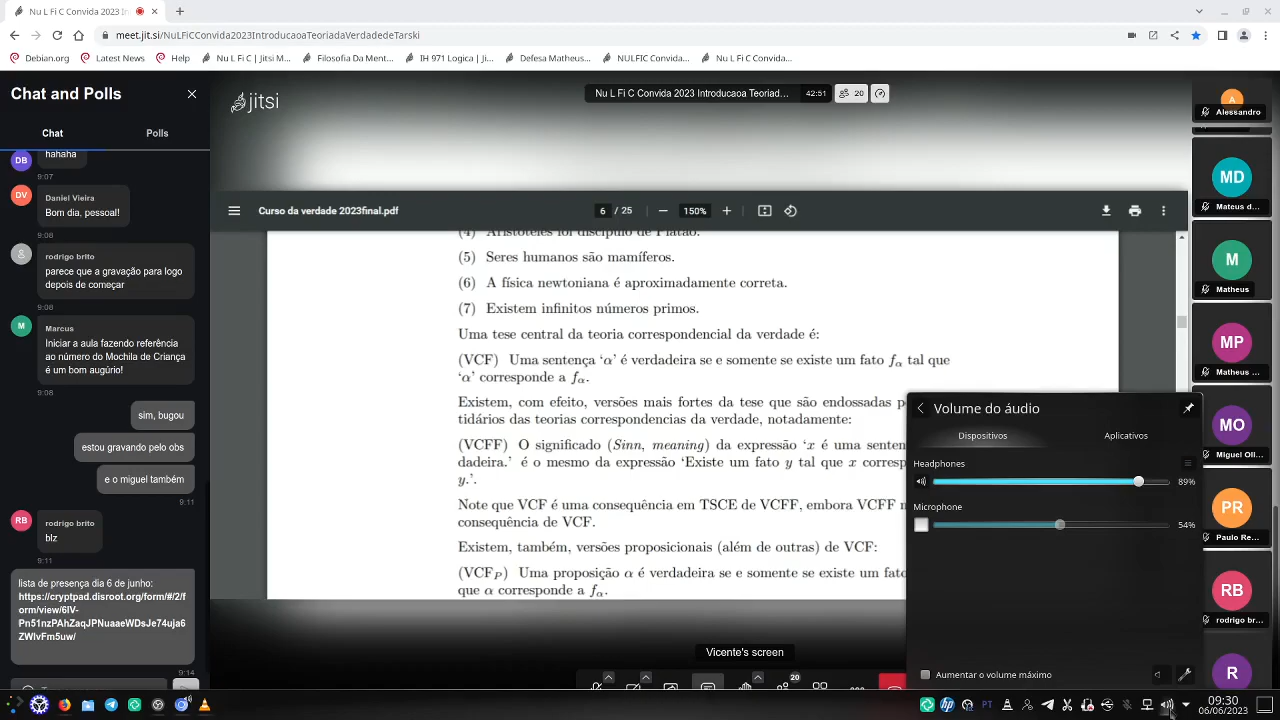 Nu L Fi C Convida 2023
meet.jit.si/NuLFiCConvida2023IntroducaoaTeoriadaVerdadedeTarski
Debian.org
Latest News
Help
Nu L Fi C | Jitsi M...
Filosofia Da Ment...
IH 971 Logica | Ji...
Defesa Matheus...
NULFIC Convida...
Nu L Fi C Convida...
Chat and Polls
Chat
Polls
DB
hahaha
9:07
DV
Daniel Vieira
Bom dia, pessoal!
9:08
rodrigo brito
parece que a gravação para logo
depois de começar
9:08
M
Marcus
Iniciar a aula fazendo referência
ao número do Mochila de Criança
é um bom augúrio!
9:08
sim, bugou
estou gravando pelo obs
e o miguel também
9:11
RB
rodrigo brito
blz
9:11
lista de presença dia 6 de junho:
https://cryptpad.disroot.org/form/#/2/f
orm/view/6IV-
Pn51nzPAhZaqJPNuaaeWDsJe74uja6
ZWlvFm5uw/
9:14
jitsi
Nu L Fi C Convida 2023 Introducaoa Teoriad...
42:51
20
Curso da verdade 2023final.pdf
6 / 25
150%
(4) Aristóteles foi discípulo de Platão.
(5) Seres humanos são mamíferos.
(6) A física newtoniana é aproximadamente correta.
(7) Existem infinitos números primos.
Uma tese central da teoria correspondencial da verdade é:
(VCF) Uma sentença ‘α’ é verdadeira se e somente se existe um fato fα tal que
‘α’ corresponde a fα.
Existem, com efeito, versões mais fortes da tese que são endossadas p
tidários das teorias correspondencias da verdade, notadamente:
(VCFF) O significado (Sinn, meaning) da expressão ‘x é uma senten
dadeira.’ é o mesmo da expressão ‘Existe um fato y tal que x corresp
y.’.
Note que VCF é uma consequência em TSCE de VCFF, embora VCFF n
consequência de VCF.
Existem, também, versões proposicionais (além de outras) de VCF:
(VCFP) Uma proposição α é verdadeira se e somente se existe um fato
que α corresponde a fα.
Vicente's screen
20
A
Alessandro
MD
Mateus d...
M
Matheus
MP
Matheus ...
MO
Miguel Oli...
PR
Paulo Re...
RB
rodrigo br...
R
Volume do áudio
Dispositivos
Aplicativos
Headphones
89%
Microphone
54%
Aumentar o volume máximo
PT
09:30
06/06/2023